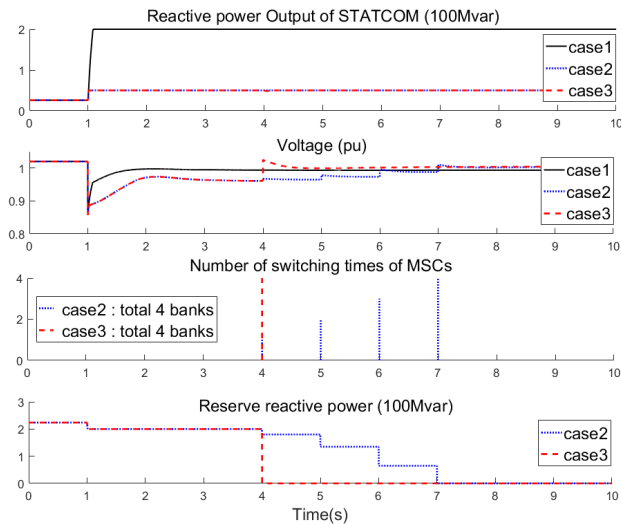 Reactive power Output of STATCOM (100Mvar)
2
1
0
case1
case2
case3
0 1 2 3 4 5 6 7 8 9 10
Voltage (pu)
1
0.9
0.8
case1
case2
case3
0 1 2 3 4 5 6 7 8 9 10
Number of switching times of MSCs
4
2
0
case2 : total 4 banks
case3 : total 4 banks
0 1 2 3 4 5 6 7 8 9 10
Reserve reactive power (100Mvar)
3
2
1
0
case2
case3
0 1 2 3 4 5 6 7 8 9 10
Time(s)